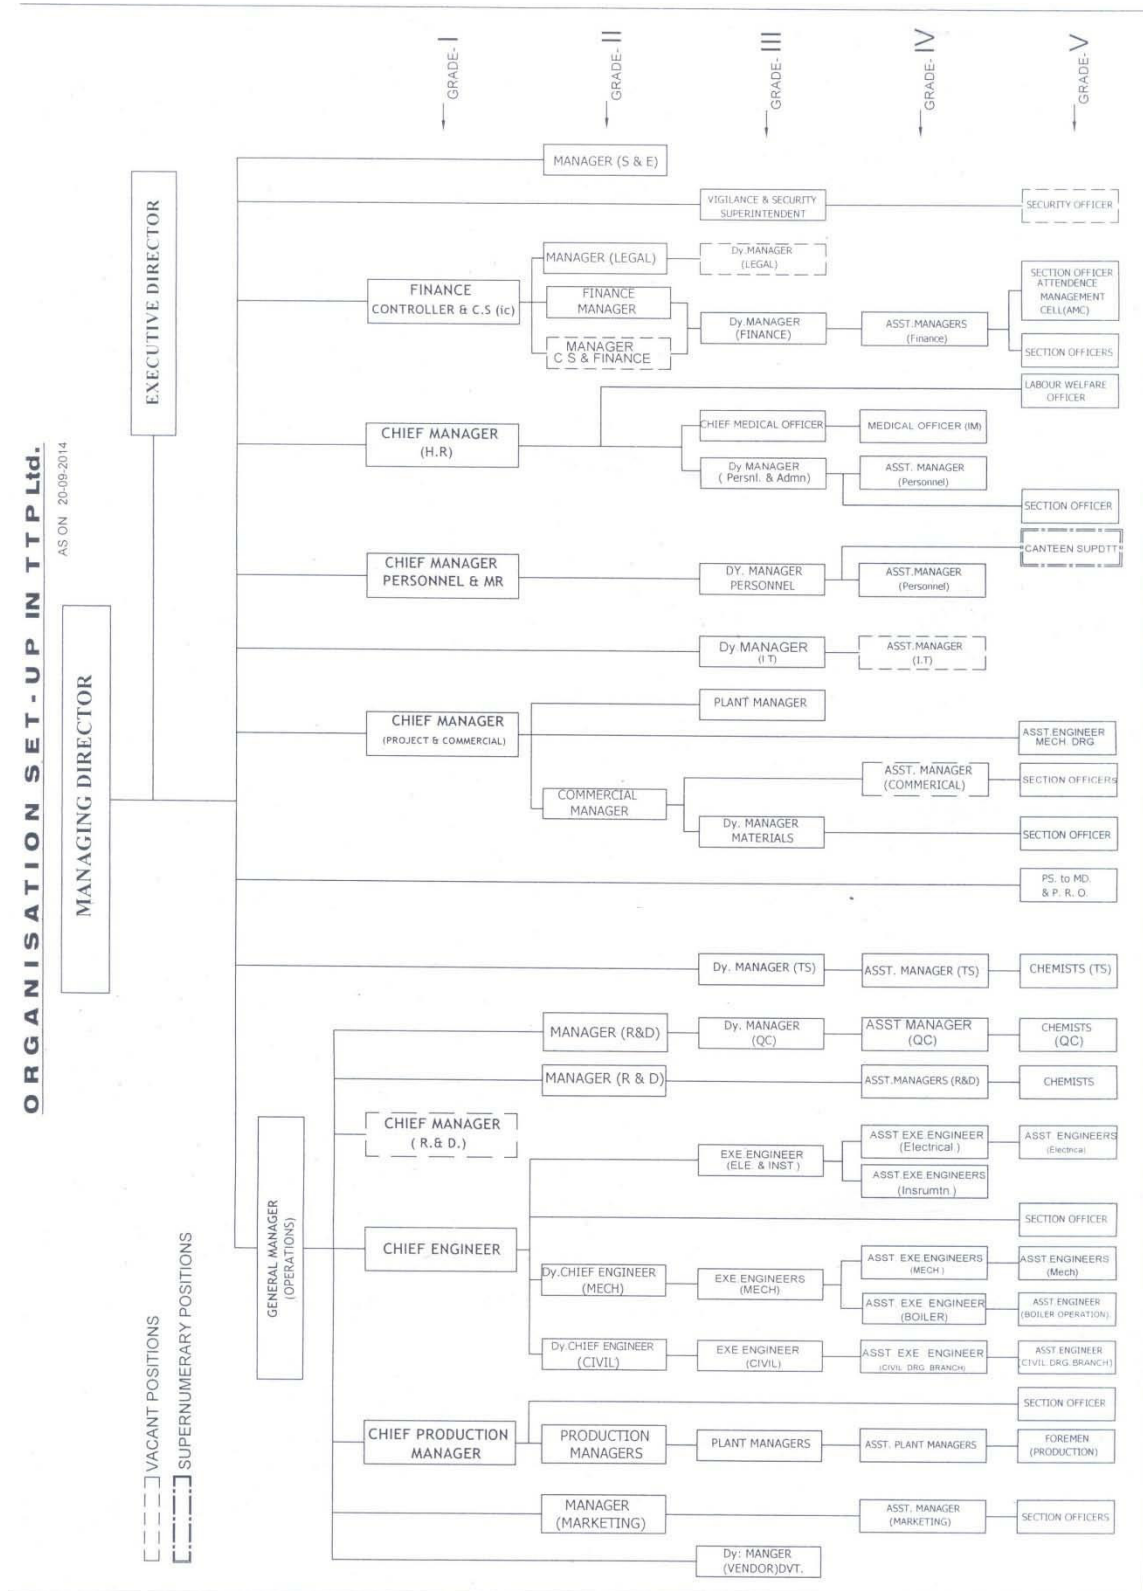 ORGANISATION SET-UP IN TTP Ltd.
AS ON 20-09-2014
MANAGING DIRECTOR
EXECUTIVE DIRECTOR
GRADE-I
GRADE-II
GRADE-III
GRADE-IV
GRADE-V
MANAGER (S & E)
VIGILANCE & SECURITY
SUPERINTENDENT
SECURITY OFFICER
FINANCE
CONTROLLER & C.S (ic)
MANAGER (LEGAL)
Dy.MANAGER
(LEGAL)
FINANCE
MANAGER
MANAGER
C S & FINANCE
Dy.MANAGER
(FINANCE)
ASST.MANAGERS
(Finance)
SECTION OFFICER
ATTENDENCE
MANAGEMENT
CELL(AMC)
SECTION OFFICERS
CHIEF MANAGER
(H.R)
LABOUR WELFARE
OFFICER
CHIEF MEDICAL OFFICER
MEDICAL OFFICER (IM)
Dy MANAGER
( Persnl. & Admn)
ASST. MANAGER
(Personnel)
SECTION OFFICER
CHIEF MANAGER
PERSONNEL & MR
DY. MANAGER
PERSONNEL
ASST.MANAGER
(Personnel)
CANTEEN SUPDTT
Dy.MANAGER
(I T)
ASST.MANAGER
(I.T)
CHIEF MANAGER
(PROJECT & COMMERCIAL)
PLANT MANAGER
ASST.ENGINEER
MECH. DRG
COMMERCIAL
MANAGER
ASST. MANAGER
(COMMERICAL)
SECTION OFFICERS
Dy. MANAGER
MATERIALS
SECTION OFFICER
PS. to MD.
& P. R. O.
Dy. MANAGER (TS)
ASST. MANAGER (TS)
CHEMISTS (TS)
GENERAL MANAGER
(OPERATIONS)
MANAGER (R&D)
Dy. MANAGER
(QC)
ASST MANAGER
(QC)
CHEMISTS
(QC)
MANAGER (R & D)
ASST.MANAGERS (R&D)
CHEMISTS
CHIEF MANAGER
( R.& D.)
CHIEF ENGINEER
EXE.ENGINEER
(ELE. & INST.)
ASST EXE.ENGINEER
(Electrical.)
ASST. ENGINEERS
(Electrical)
ASST.EXE.ENGINEERS
(Insrumtn.)
SECTION OFFICER
Dy.CHIEF ENGINEER
(MECH)
EXE.ENGINEERS
(MECH)
ASST EXE.ENGINEERS
(MECH )
ASST.ENGINEERS
(Mech)
ASST. EXE. ENGINEER
(BOILER)
ASST.ENGINEER
(BOILER OPERATION)
Dy.CHIEF ENGINEER
(CIVIL)
EXE ENGINEER
(CIVIL)
ASST EXE ENGINEER
(CIVIL DRG BRANCH)
ASST ENGINEER
(CIVIL.DRG.BRANCH)
CHIEF PRODUCTION
MANAGER
SECTION OFFICER
PRODUCTION
MANAGERS
PLANT MANAGERS
ASST. PLANT MANAGERS
FOREMEN
(PRODUCTION)
MANAGER
(MARKETING)
ASST. MANAGER
(MARKETING)
SECTION OFFICERS
Dy: MANGER
(VENDOR)DVT.
VACANT POSITIONS
SUPERNUMERARY POSITIONS